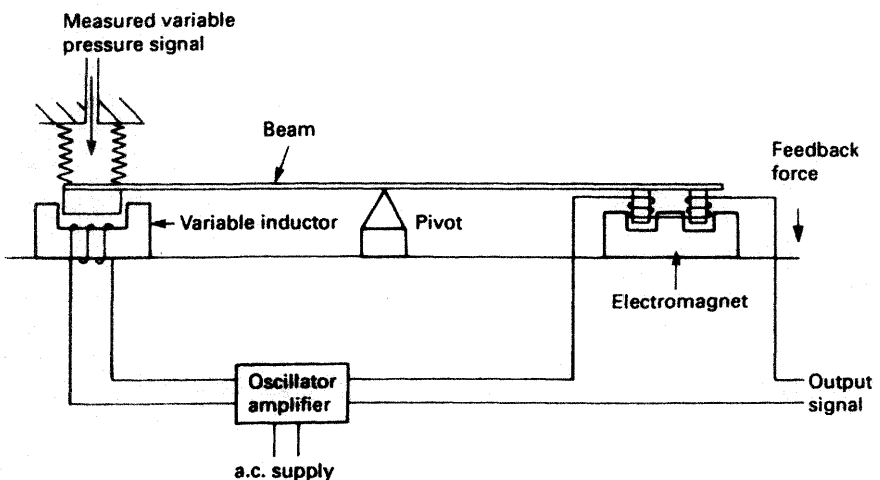 Measured variable
pressure signal
Beam
Feedback
force
Variable inductor
Pivot
Electromagnet
Oscillator
amplifier
Output
signal
a.c. supply